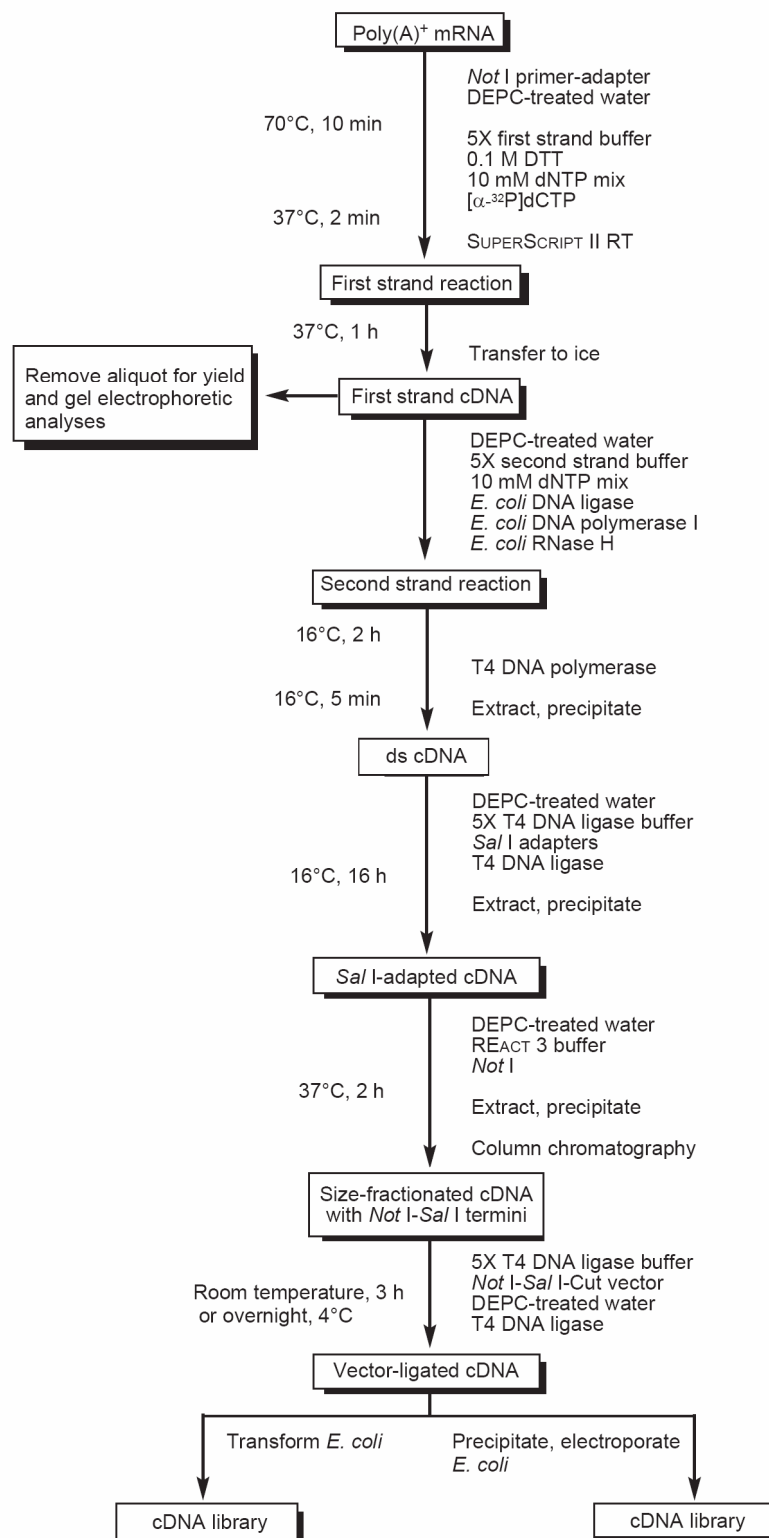 Poly(A)+ mRNA
Not I primer-adapter
DEPC-treated water
70°C, 10 min
5X first strand buffer
0.1 M DTT
10 mM dNTP mix
[α-32P]dCTP
37°C, 2 min
SUPERSCRIPT II RT
First strand reaction
37°C, 1 h
Transfer to ice
Remove aliquot for yield
and gel electrophoretic
analyses
First strand cDNA
DEPC-treated water
5X second strand buffer
10 mM dNTP mix
E. coli DNA ligase
E. coli DNA polymerase I
E. coli RNase H
Second strand reaction
16°C, 2 h
T4 DNA polymerase
16°C, 5 min
Extract, precipitate
ds cDNA
DEPC-treated water
5X T4 DNA ligase buffer
Sal I adapters
T4 DNA ligase
16°C, 16 h
Extract, precipitate
Sal I-adapted cDNA
DEPC-treated water
REACT 3 buffer
Not I
37°C, 2 h
Extract, precipitate
Column chromatography
Size-fractionated cDNA
with Not I-Sal I termini
5X T4 DNA ligase buffer
Not I-Sal I-Cut vector
DEPC-treated water
T4 DNA ligase
Room temperature, 3 h
or overnight, 4°C
Vector-ligated cDNA
Transform E. coli
Precipitate, electroporate
E. coli
cDNA library
cDNA library